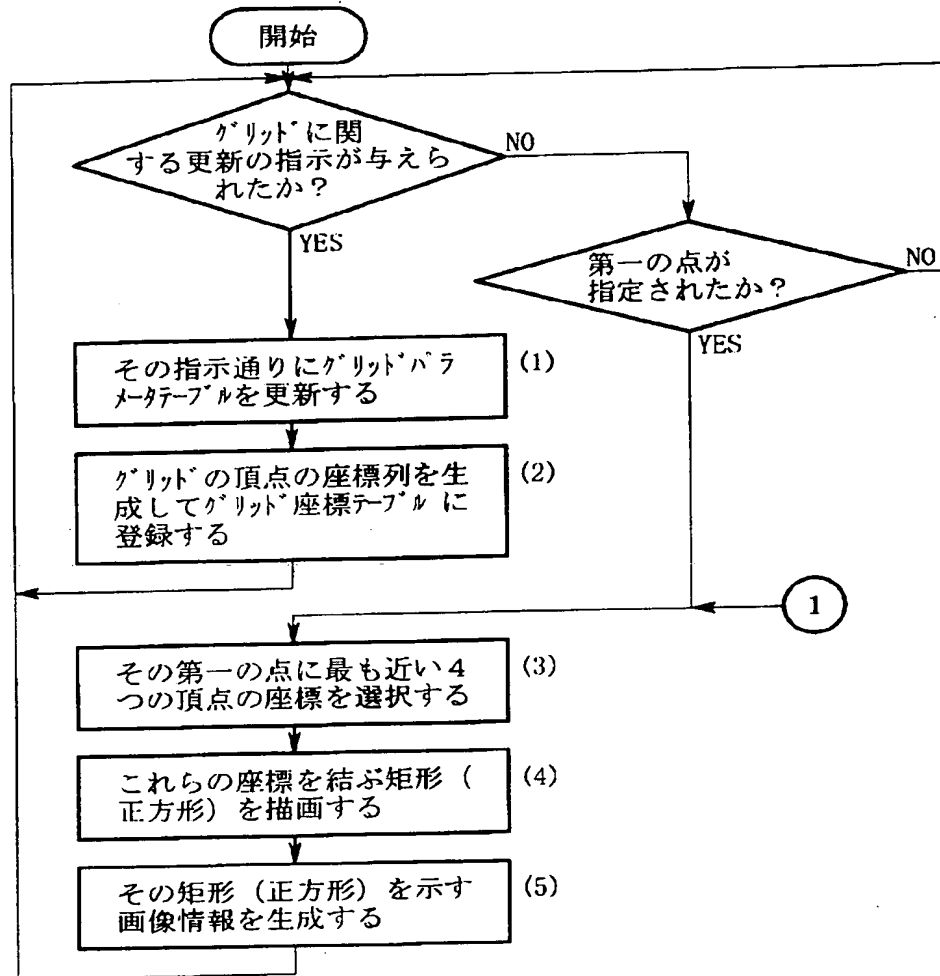 開始
ｸﾞﾘｯﾄﾞに関
する更新の指示が与えら
れたか？
NO
YES
第一の点が
指定されたか？
NO
YES
その指示通りにｸﾞﾘｯﾄﾞﾊﾟﾗ
ﾒｰﾀﾃｰﾌﾞﾙを更新する
(1)
ｸﾞﾘｯﾄﾞの頂点の座標列を生
成してｸﾞﾘｯﾄﾞ座標ﾃｰﾌﾞﾙに
登録する
(2)
1
その第一の点に最も近い４
つの頂点の座標を選択する
(3)
これらの座標を結ぶ矩形（
正方形）を描画する
(4)
その矩形（正方形）を示す
画像情報を生成する
(5)